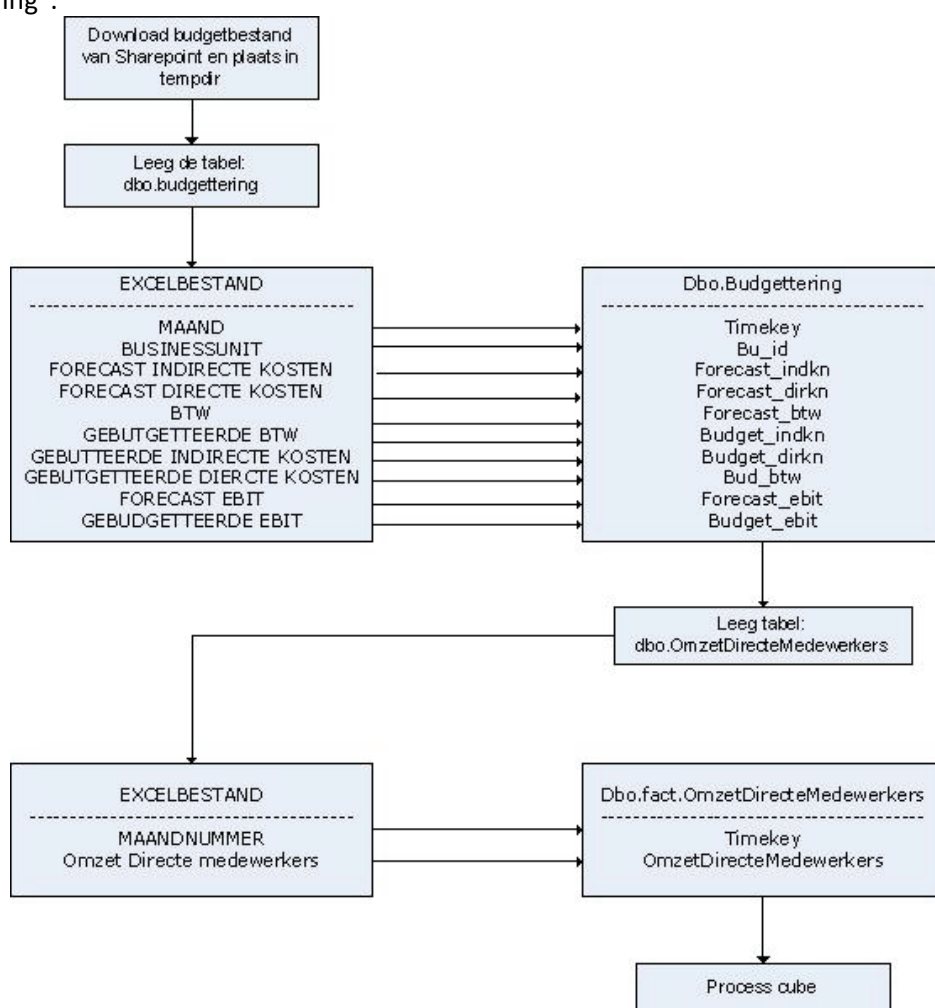 ing".
Download budgetbestand
van Sharepoint en plaats in
tempdir
Leeg de tabel:
dbo.budgettering
EXCELBESTAND
MAAND
BUSINESSUNIT
FORECAST INDIRECTE KOSTEN
FORECAST DIRECTE KOSTEN
BTW
GEBUTGETTEERDE BTW
GEBUTTEERDE INDIRECTE KOSTEN
GEBUTGETTEERDE DIERCTE KOSTEN
FORECAST EBIT
GEBUDGETTEERDE EBIT
Dbo.Budgettering
Timekey
Bu_id
Forecast_indkn
Forecast_dirkn
Forecast_btw
Budget_indkn
Budget_dirkn
Bud_btw
Forecast_ebit
Budget_ebit
Leeg tabel:
dbo.OmzetDirecteMedewerkers
EXCELBESTAND
MAANDNUMMER
Omzet Directe medewerkers
Dbo.fact.OmzetDirecteMedewerkers
Timekey
OmzetDirecteMedewerkers
Process cube